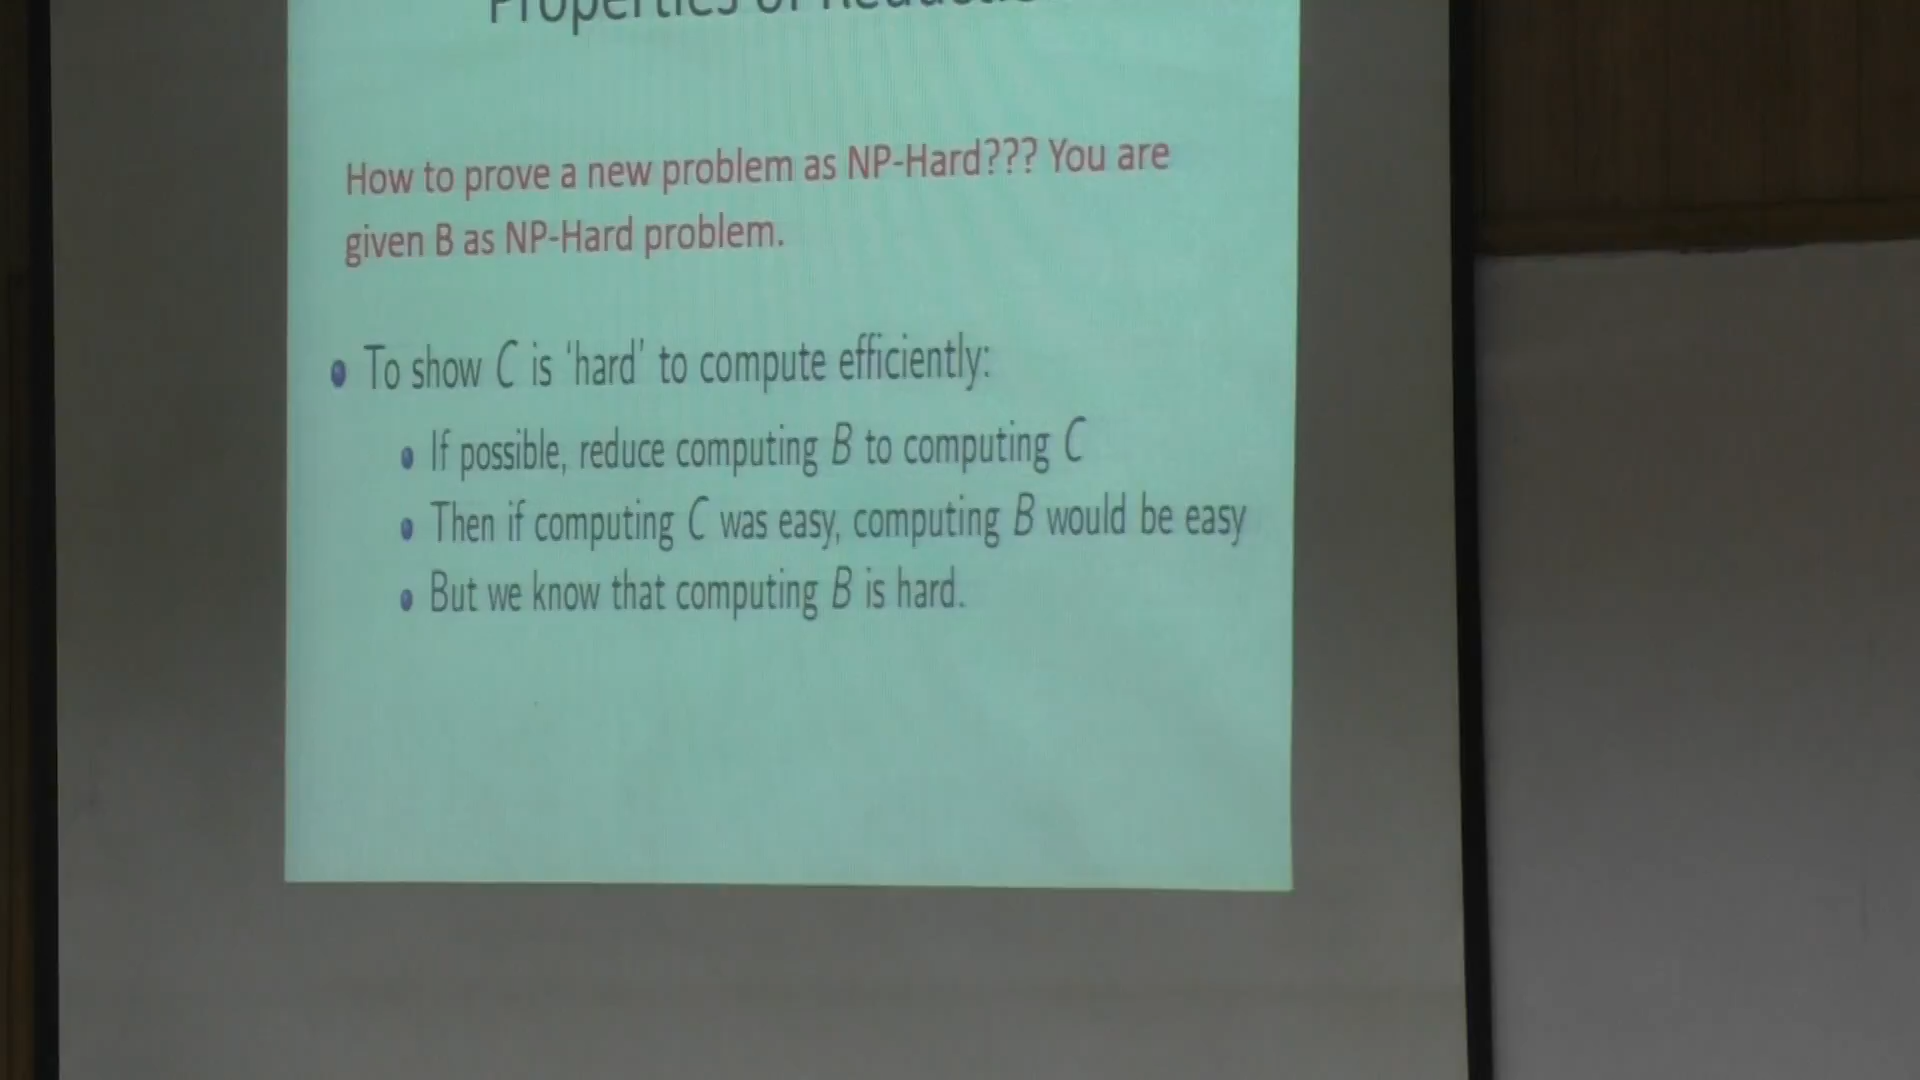 Properties of
How to prove a new problem as NP-Hard??? You are
given B as NP-Hard problem.
To show C is 'hard' to compute efficiently:
If possible, reduce computing B to computing C
Then if computing C was easy, computing B would be easy
But we know that computing B is hard.